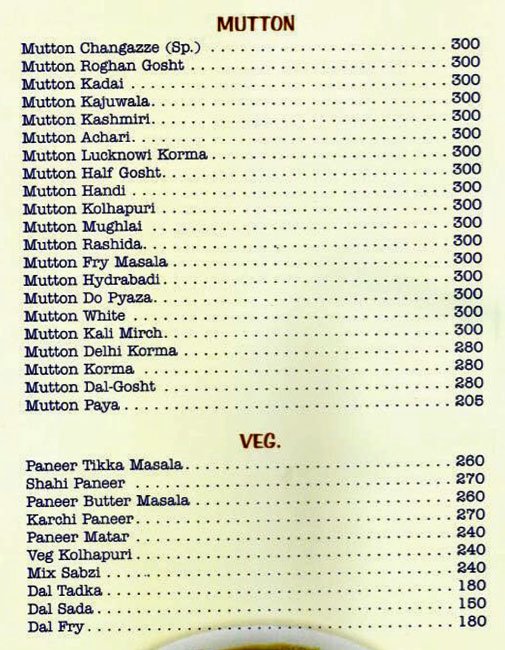 MUTTON
Mutton Changazze (Sp.) ........................... 300
Mutton Roghan Gosht ............................. 300
Mutton Kadai ................................... 300
Mutton Kajuwala................................. 300
Mutton Kashmiri................................. 300
Mutton Achari................................... 300
Mutton Lucknowi Korma........................... 300
Mutton Half Gosht............................... 300
Mutton Handi ................................... 300
Mutton Kolhapuri ............................... 300
Mutton Mughlai ................................. 300
Mutton Rashida.................................. 300
Mutton Fry Masala .............................. 300
Mutton Hydrabadi................................ 300
Mutton Do Pyaza................................. 300
Mutton White ................................... 300
Mutton Kali Mirch............................... 300
Mutton Delhi Korma ............................. 280
Mutton Korma ................................... 280
Mutton Dal-Gosht ............................... 280
Mutton Paya .................................... 205
VEG.
Paneer Tikka Masala............................. 260
Shahi Paneer ................................... 270
Paneer Butter Masala ........................... 260
Karchi Paneer................................... 270
Paneer Matar ................................... 240
Veg Kolhapuri .................................. 240
Mix Sabzi ...................................... 240
Dal Tadka ...................................... 180
Dal Sada........................................ 150
Dal Fry......................................... 180